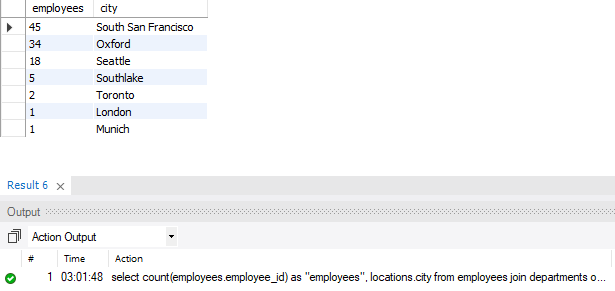 employees city
45 South San Francisco
34 Oxford
18 Seattle
5 Southlake
2 Toronto
1 London
1 Munich
Result 6
Output
Action Output
# Time Action
1 03:01:48 select count(employees.employee_id) as "employees", locations.city from employees join departments o...